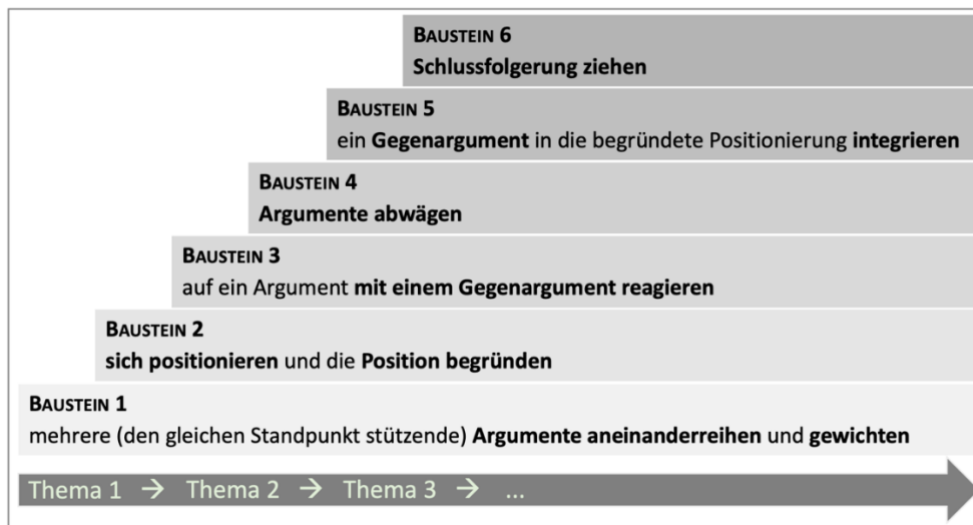 BAUSTEIN 6
Schlussfolgerung ziehen
BAUSTEIN 5
ein Gegenargument in die begründete Positionierung integrieren
BAUSTEIN 4
Argumente abwägen
BAUSTEIN 3
auf ein Argument mit einem Gegenargument reagieren
BAUSTEIN 2
sich positionieren und die Position begründen
BAUSTEIN 1
mehrere (den gleichen Standpunkt stützende) Argumente aneinanderreihen und gewichten
Thema 1 → Thema 2 → Thema 3 → ...